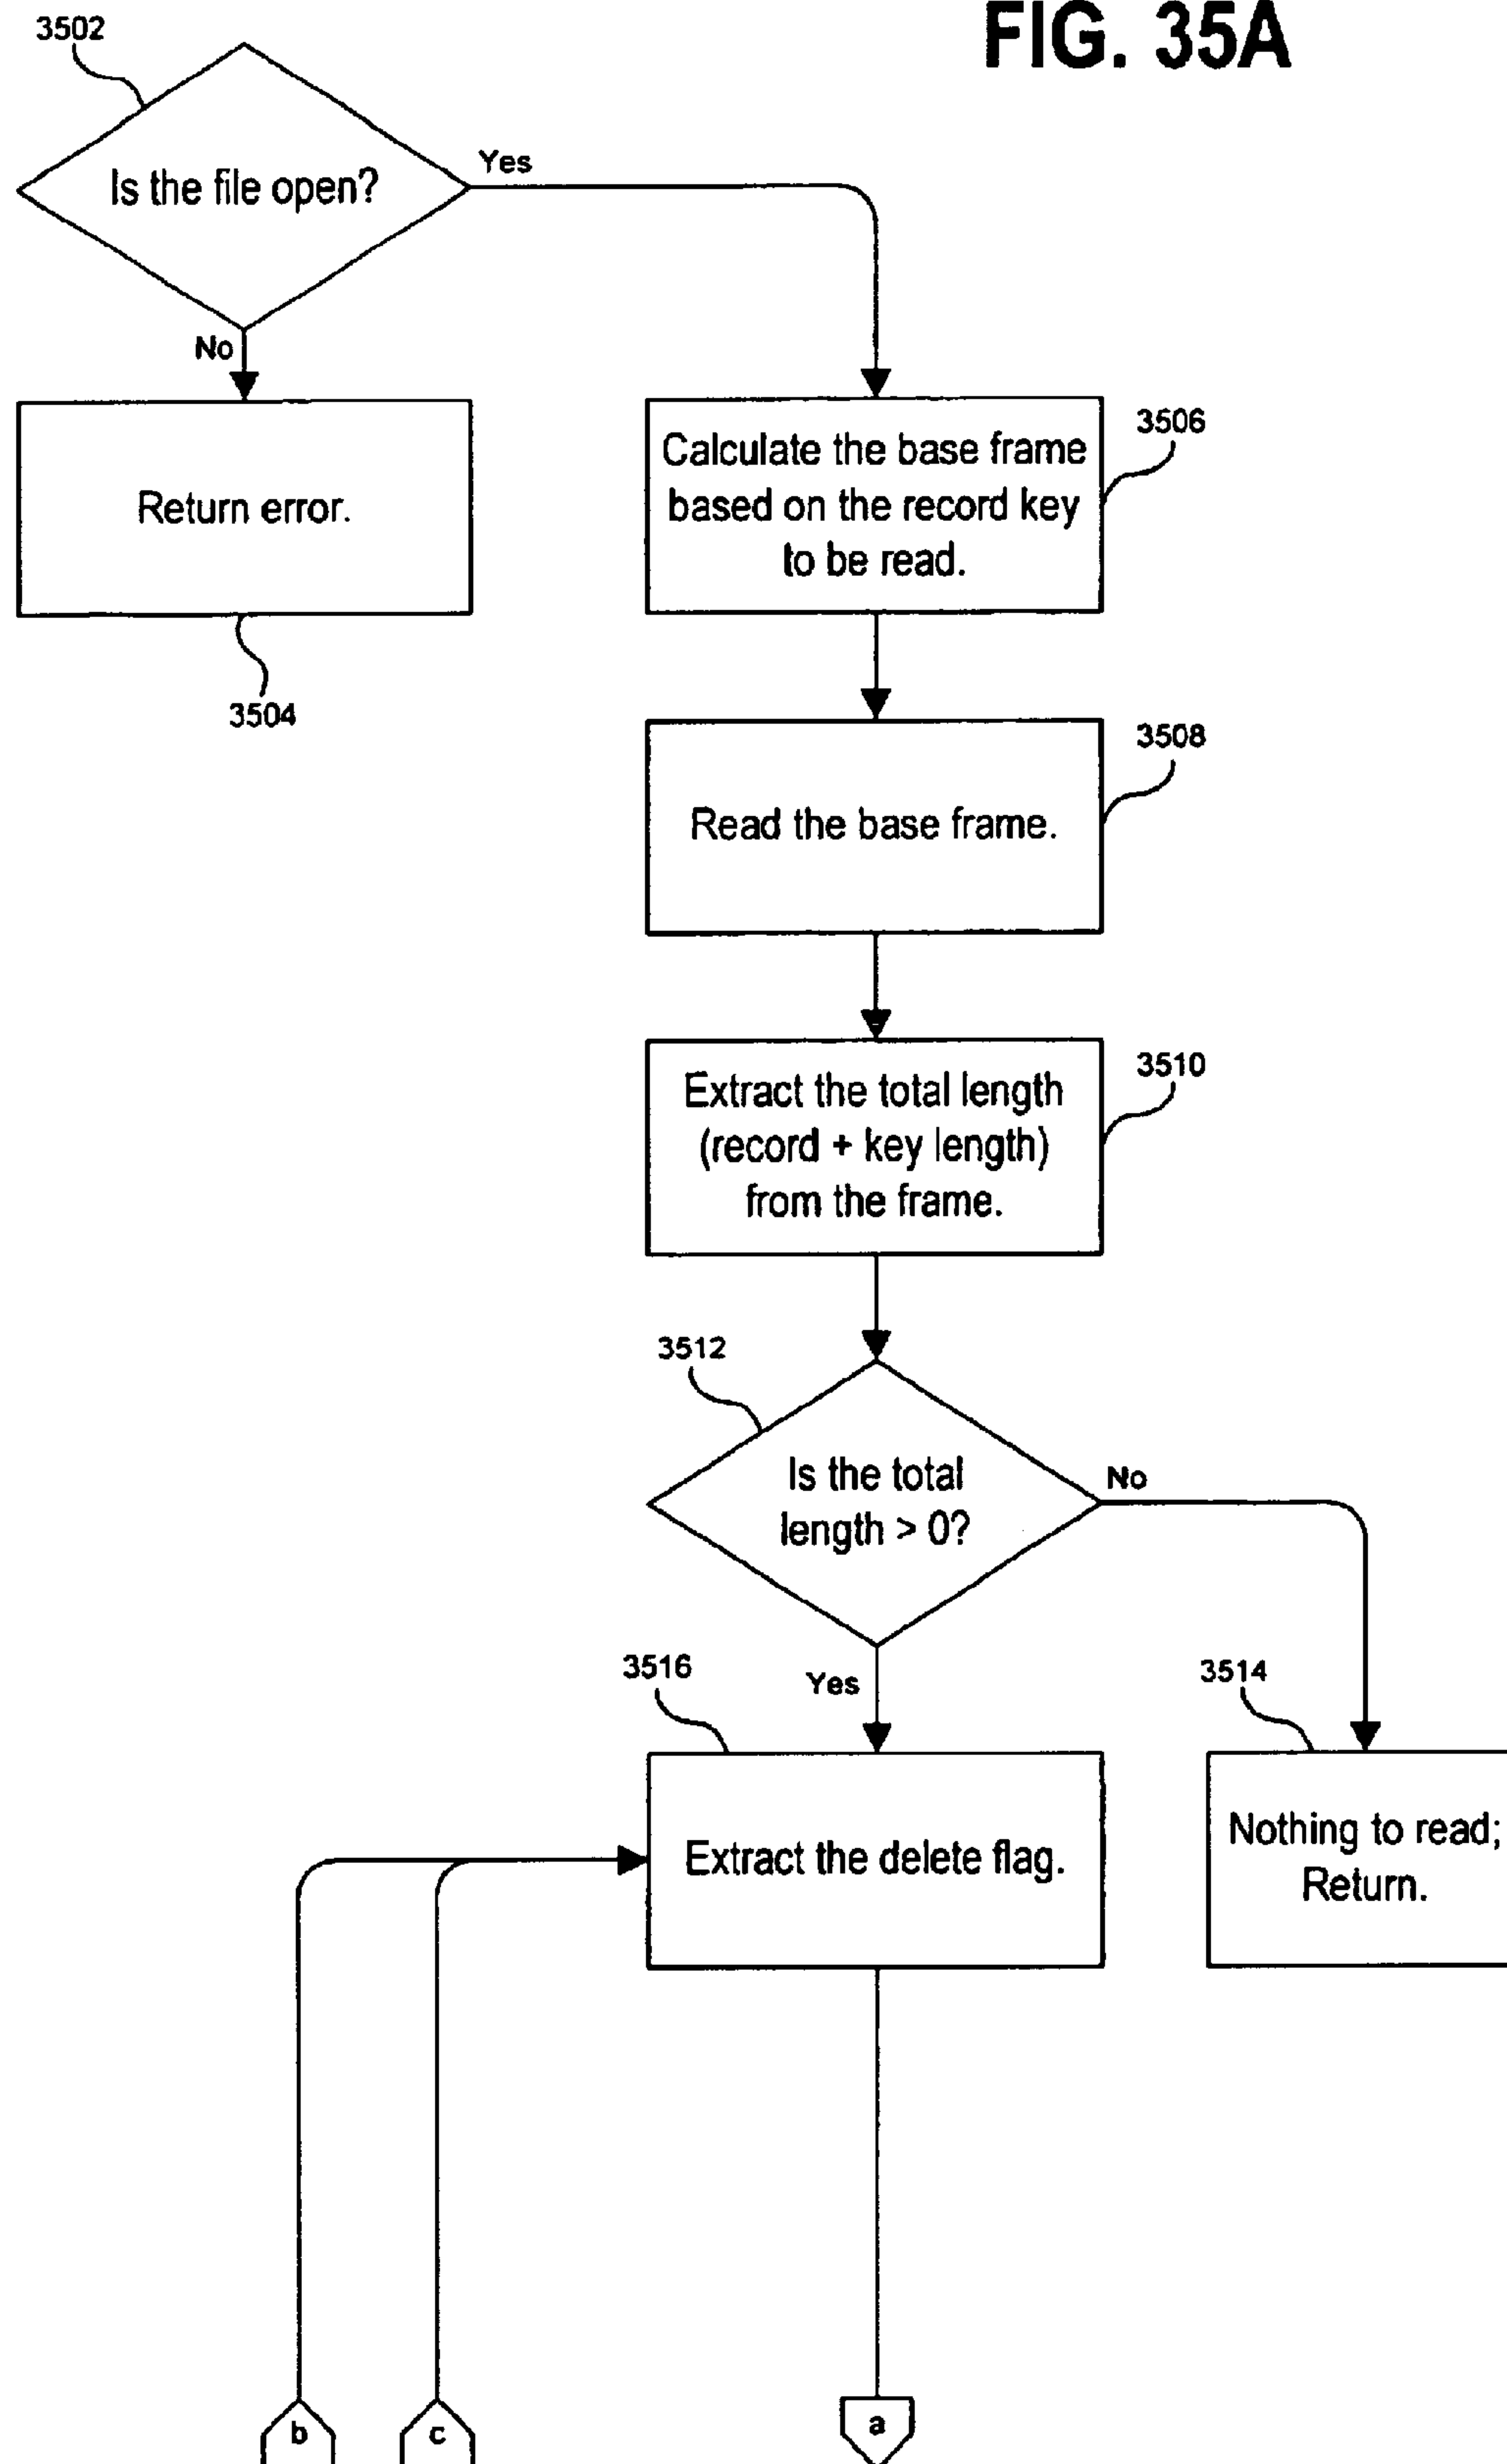 FIG. 35A
3502
Is the file open?
Yes
No
Return error.
3504
Calculate the base frame
based on the record key
to be read.
3506
Read the base frame.
3508
Extract the total length
(record + key length)
from the frame.
3510
3512
Is the total
length > 0?
No
Yes
3516
Extract the delete flag.
3514
Nothing to read;
Return.
b
c
a